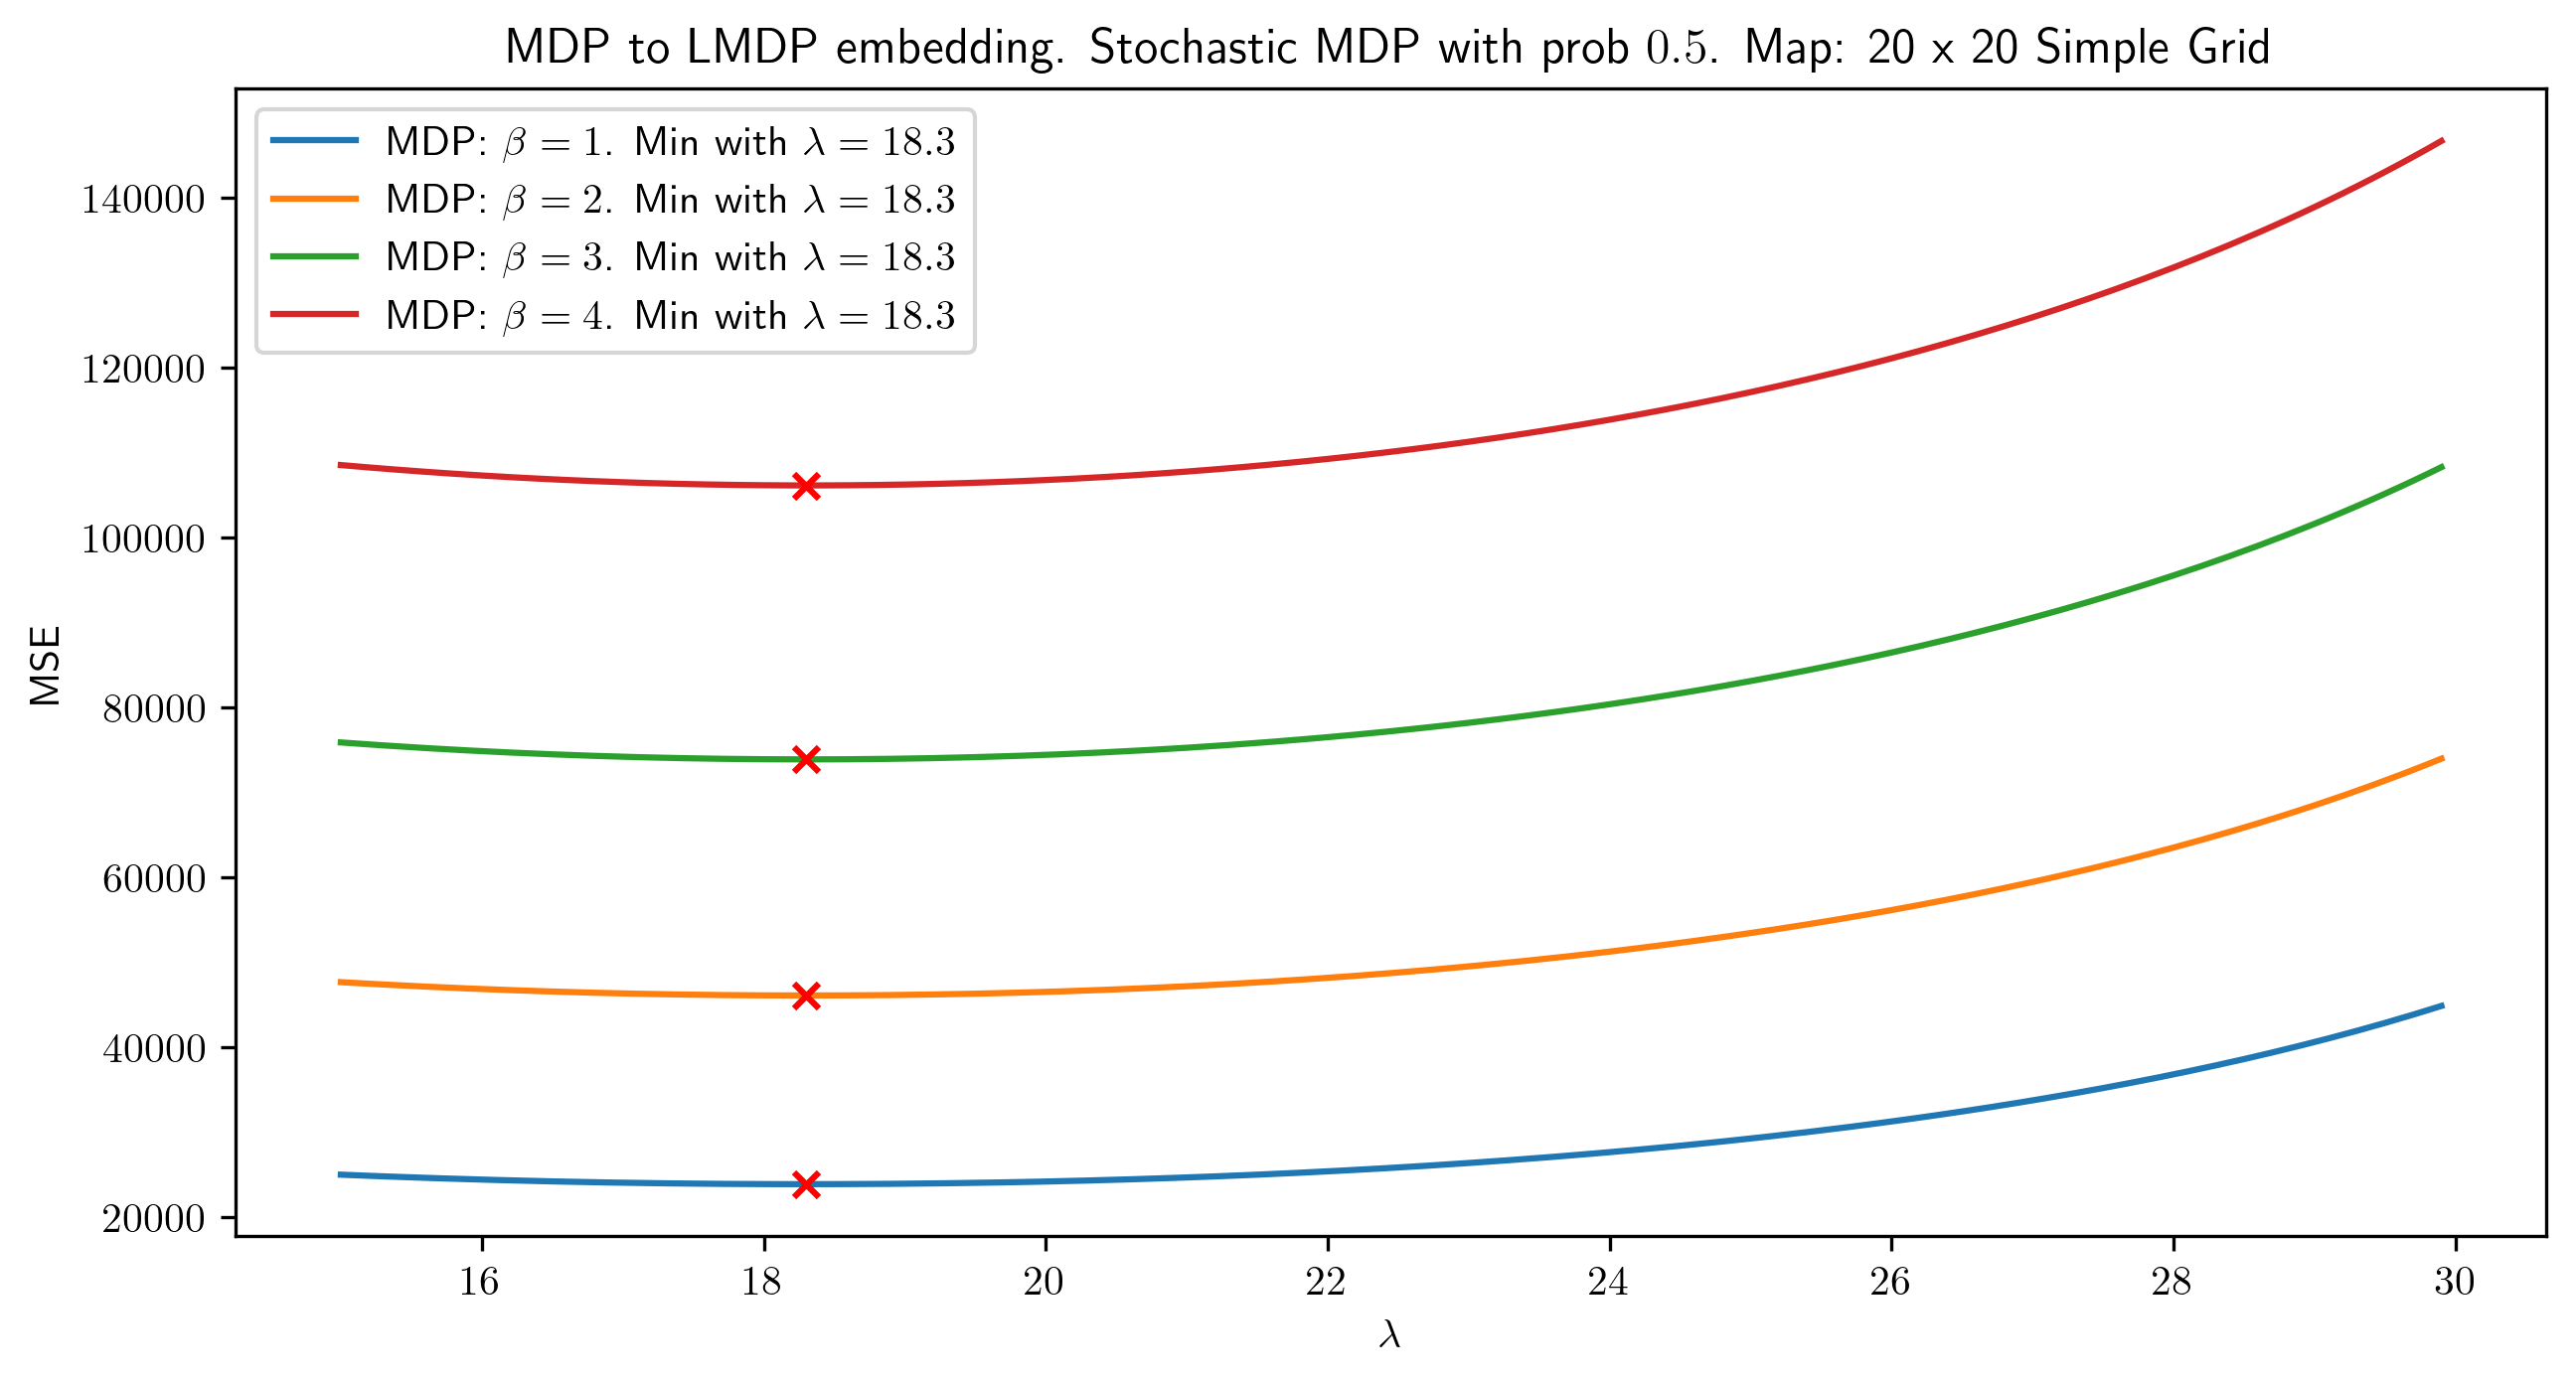 MDP to LMDP embedding. Stochastic MDP with prob 0.5. Map: 20 x 20 Simple Grid
MDP: β = 1. Min with λ = 18.3
MDP: β = 2. Min with λ = 18.3
MDP: β = 3. Min with λ = 18.3
MDP: β = 4. Min with λ = 18.3
140000
120000
100000
80000
60000
40000
20000
MSE
16 18 20 22 24 26 28 30
λ